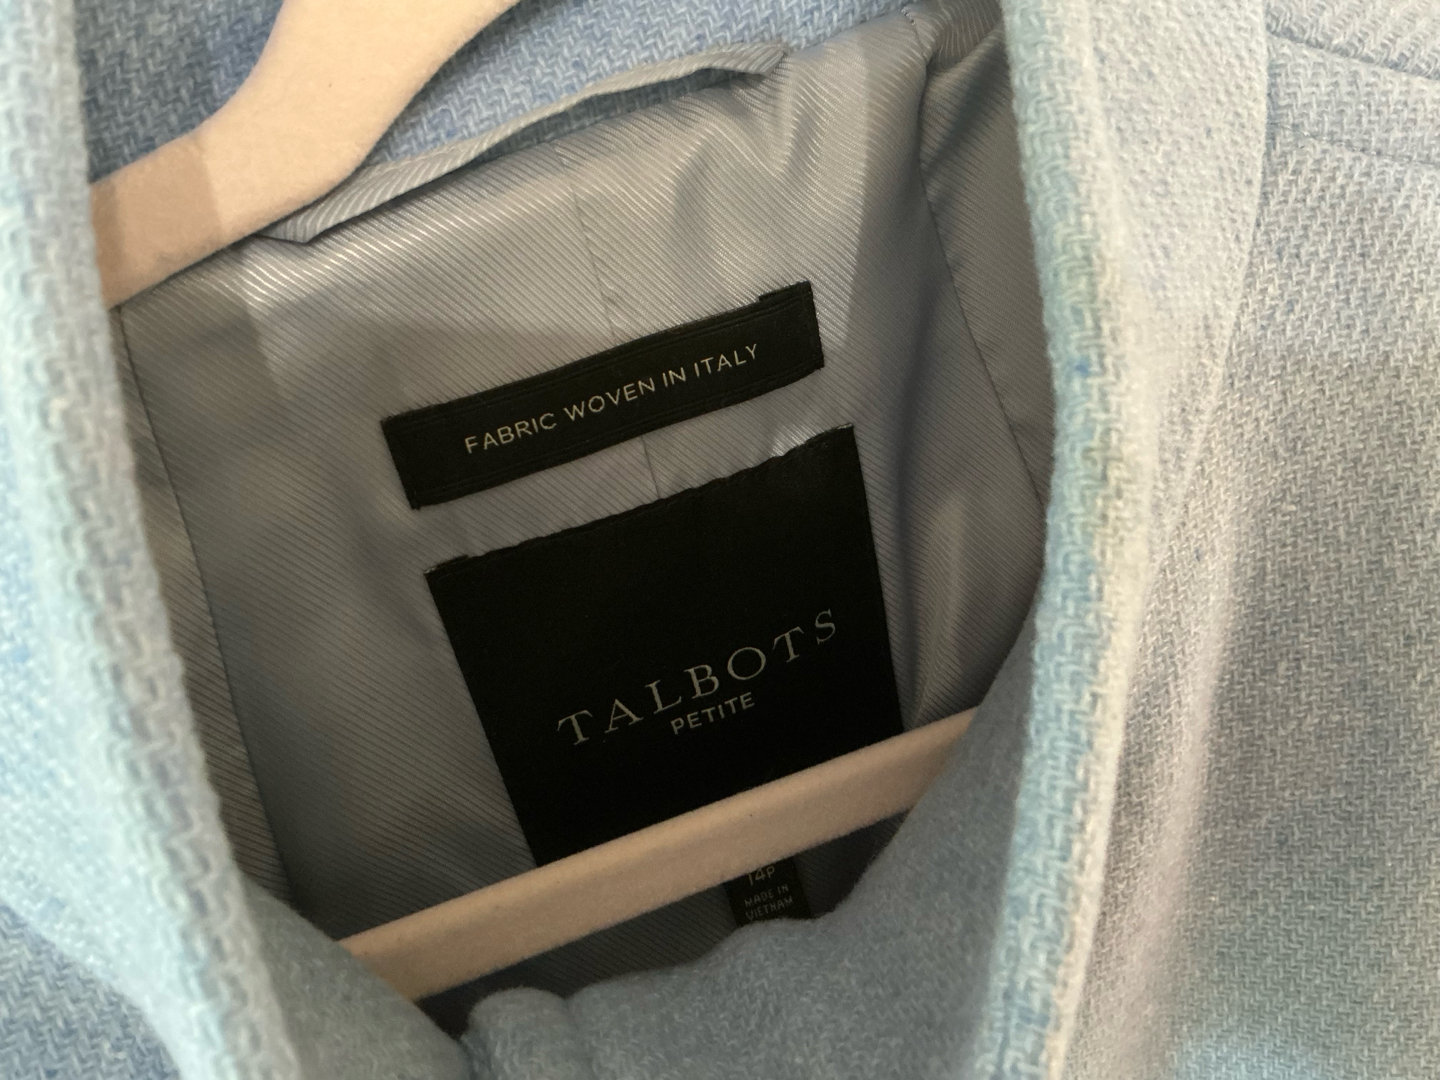 FABRIC WOVEN IN ITALY
TALBOTS
PETITE
14P
MADE IN
VIETNAM